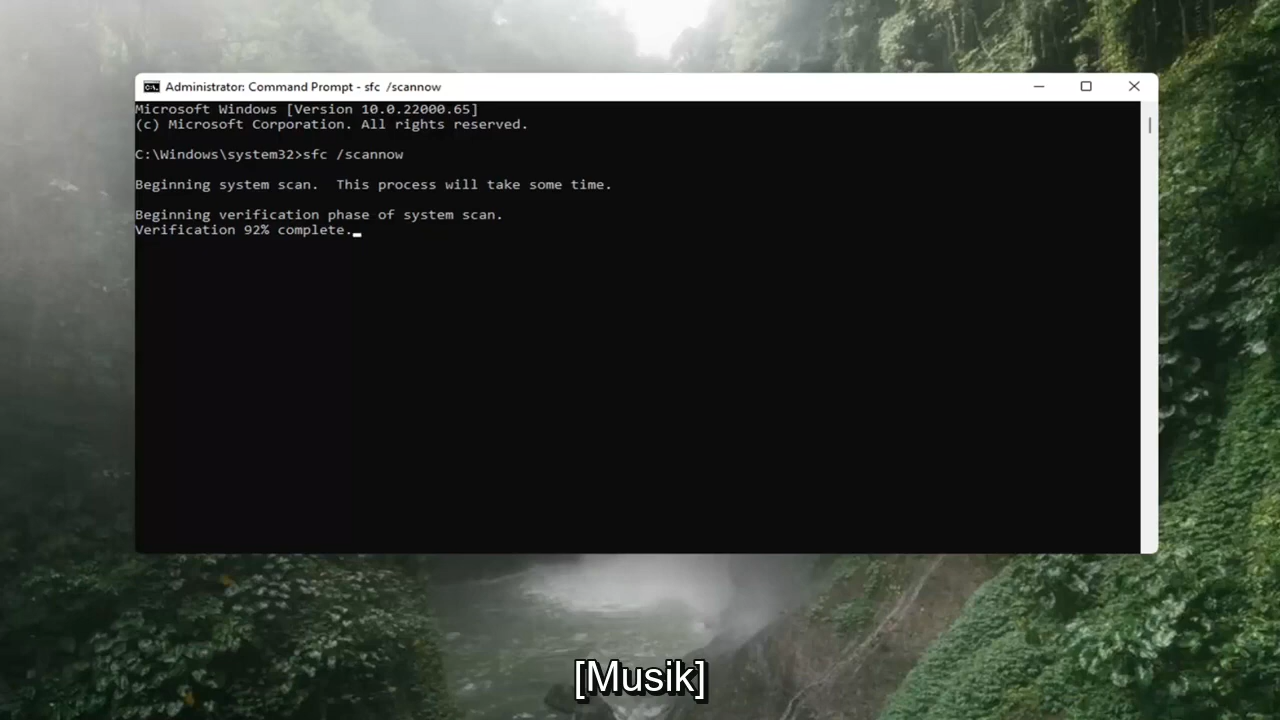 Administrator: Command Prompt - sfc  /scannow
Microsoft Windows [Version 10.0.22000.65]
(c) Microsoft Corporation. All rights reserved.
C:\Windows\system32>sfc /scannow
Beginning system scan.  This process will take some time.
Beginning verification phase of system scan.
Verification 92% complete.
[Musik]